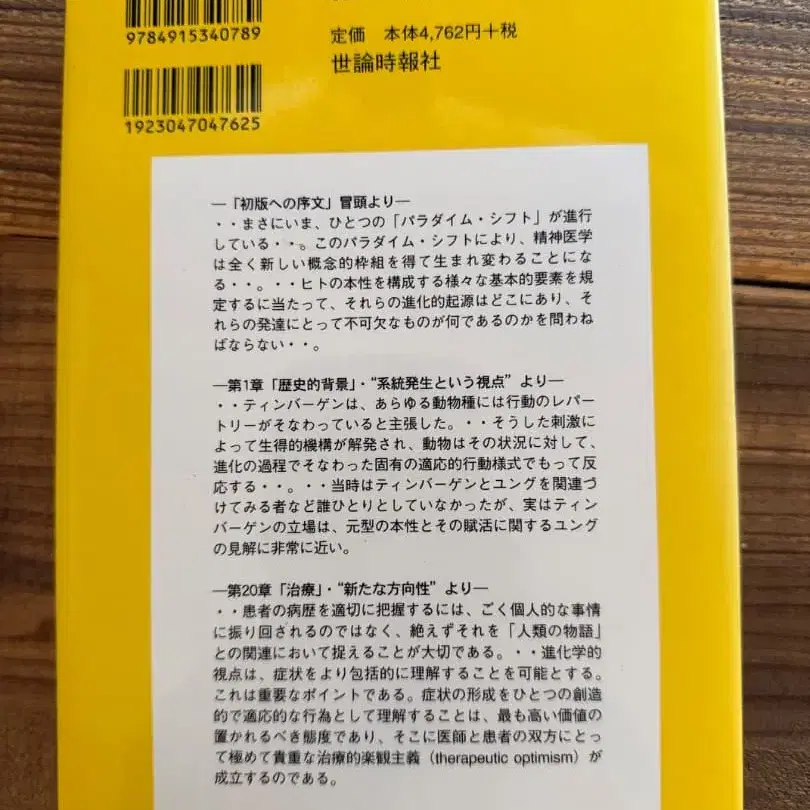 9784915340789
定価 本体4,762円+税
世論時報社
1923047047625
―「初版への序文」冒頭より―
・・まさにいま、ひとつの「パラダイム・シフト」が進行
している・・。このパラダイム・シフトにより、精神医学
は全く新しい概念的枠組を得て生まれ変わることにな
る・・。・・ヒトの本性を構成する様々な基本的要素を規
定するに当たって、それらの進化的起源はどこにあり、そ
れらの発達にとって不可欠なものが何であるのかを問わね
ばならない・・。
―第1章「歴史的背景」・“系統発生という視点” より―
・・ティンバーゲンは、あらゆる動物種には行動のレパー
トリーがそなわっていると主張した。・・そうした刺激に
よって生得的機構が解発され、動物はその状況に対して、
進化の過程でそなわった固有の適応的行動様式でもって反
応する・・。・・当時はティンバーゲンとユングを関連づ
けてみる者など誰ひとりとしていなかったが、実はティン
バーゲンの立場は、元型の本性とその賦活に関するユング
の見解に非常に近い。
―第20章「治療」・“新たな方向性” より―
・・患者の病歴を適切に把握するには、ごく個人的な事情
に振り回されるのではなく、絶えずそれを「人類の物語」
との関連において捉えることが大切である。・・進化学的
視点は、症状をより包括的に理解することを可能とする。
これは重要なポイントである。症状の形成をひとつの創造
的で適応的な行為として理解することは、最も高い価値の
置かれるべき態度であり、そこに医師と患者の双方にとっ
て極めて貴重な治療的楽観主義（therapeutic optimism）が
成立するのである。